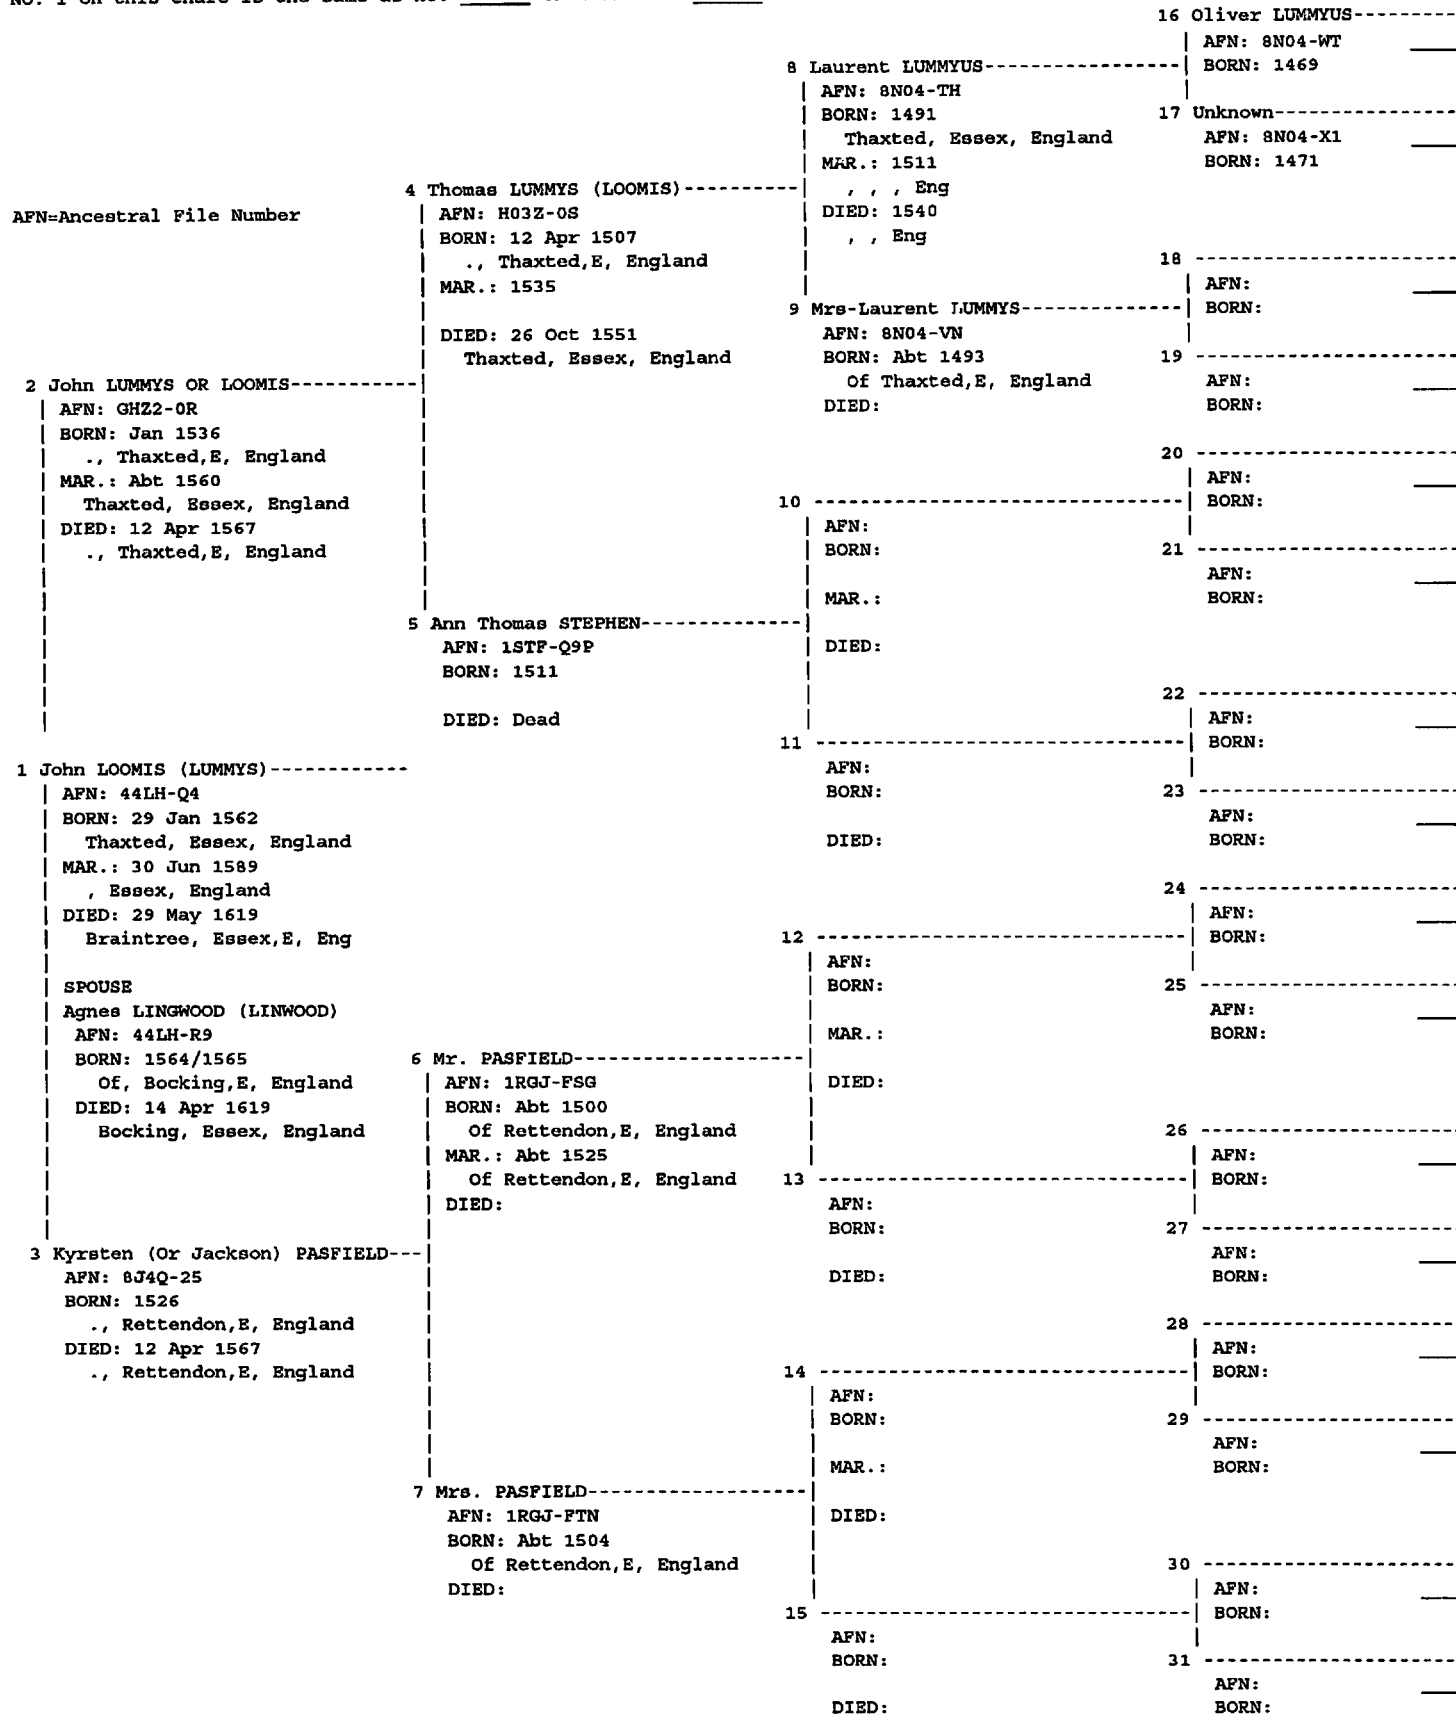 16 Oliver LUMMYUS
AFN: 8N04-WT
BORN: 1469
8 Laurent LUMMYUS
AFN: 8N04-TH
BORN: 1491
Thaxted, Essex, England
MAR.: 1511
, , , Eng
DIED: 1540
, , Eng
17 Unknown
AFN: 8N04-X1
BORN: 1471
4 Thomas LUMMYS (LOOMIS)
AFN: H03Z-0S
BORN: 12 Apr 1507
., Thaxted,E, England
MAR.: 1535
DIED: 26 Oct 1551
Thaxted, Essex, England
AFN=Ancestral File Number
18
AFN:
BORN:
9 Mrs-Laurent LUMMYS
AFN: 8N04-VN
BORN: Abt 1493
Of Thaxted,E, England
DIED:
19
AFN:
BORN:
2 John LUMMYS OR LOOMIS
AFN: GHZ2-0R
BORN: Jan 1536
., Thaxted,E, England
MAR.: Abt 1560
Thaxted, Essex, England
DIED: 12 Apr 1567
., Thaxted,E, England
20
AFN:
BORN:
10
AFN:
BORN:
MAR.:
DIED:
21
AFN:
BORN:
5 Ann Thomas STEPHEN
AFN: 1STF-Q9P
BORN: 1511
DIED: Dead
22
AFN:
BORN:
11
AFN:
BORN:
DIED:
23
AFN:
BORN:
1 John LOOMIS (LUMMYS)
AFN: 44LH-Q4
BORN: 29 Jan 1562
Thaxted, Essex, England
MAR.: 30 Jun 1589
, Essex, England
DIED: 29 May 1619
Braintree, Essex,E, Eng
SPOUSE
Agnes LINGWOOD (LINWOOD)
AFN: 44LH-R9
BORN: 1564/1565
Of, Bocking,E, England
DIED: 14 Apr 1619
Bocking, Essex, England
24
AFN:
BORN:
12
AFN:
BORN:
MAR.:
DIED:
25
AFN:
BORN:
6 Mr. PASFIELD
AFN: 1RGJ-FSG
BORN: Abt 1500
Of Rettendon,E, England
MAR.: Abt 1525
Of Rettendon,E, England
DIED:
26
AFN:
BORN:
13
AFN:
BORN:
DIED:
27
AFN:
BORN:
3 Kyrsten (Or Jackson) PASFIELD
AFN: 8J4Q-25
BORN: 1526
., Rettendon,E, England
DIED: 12 Apr 1567
., Rettendon,E, England
28
AFN:
BORN:
14
AFN:
BORN:
MAR.:
DIED:
29
AFN:
BORN:
7 Mrs. PASFIELD
AFN: 1RGJ-FTN
BORN: Abt 1504
Of Rettendon,E, England
DIED:
30
AFN:
BORN:
15
AFN:
BORN:
DIED:
31
AFN:
BORN: